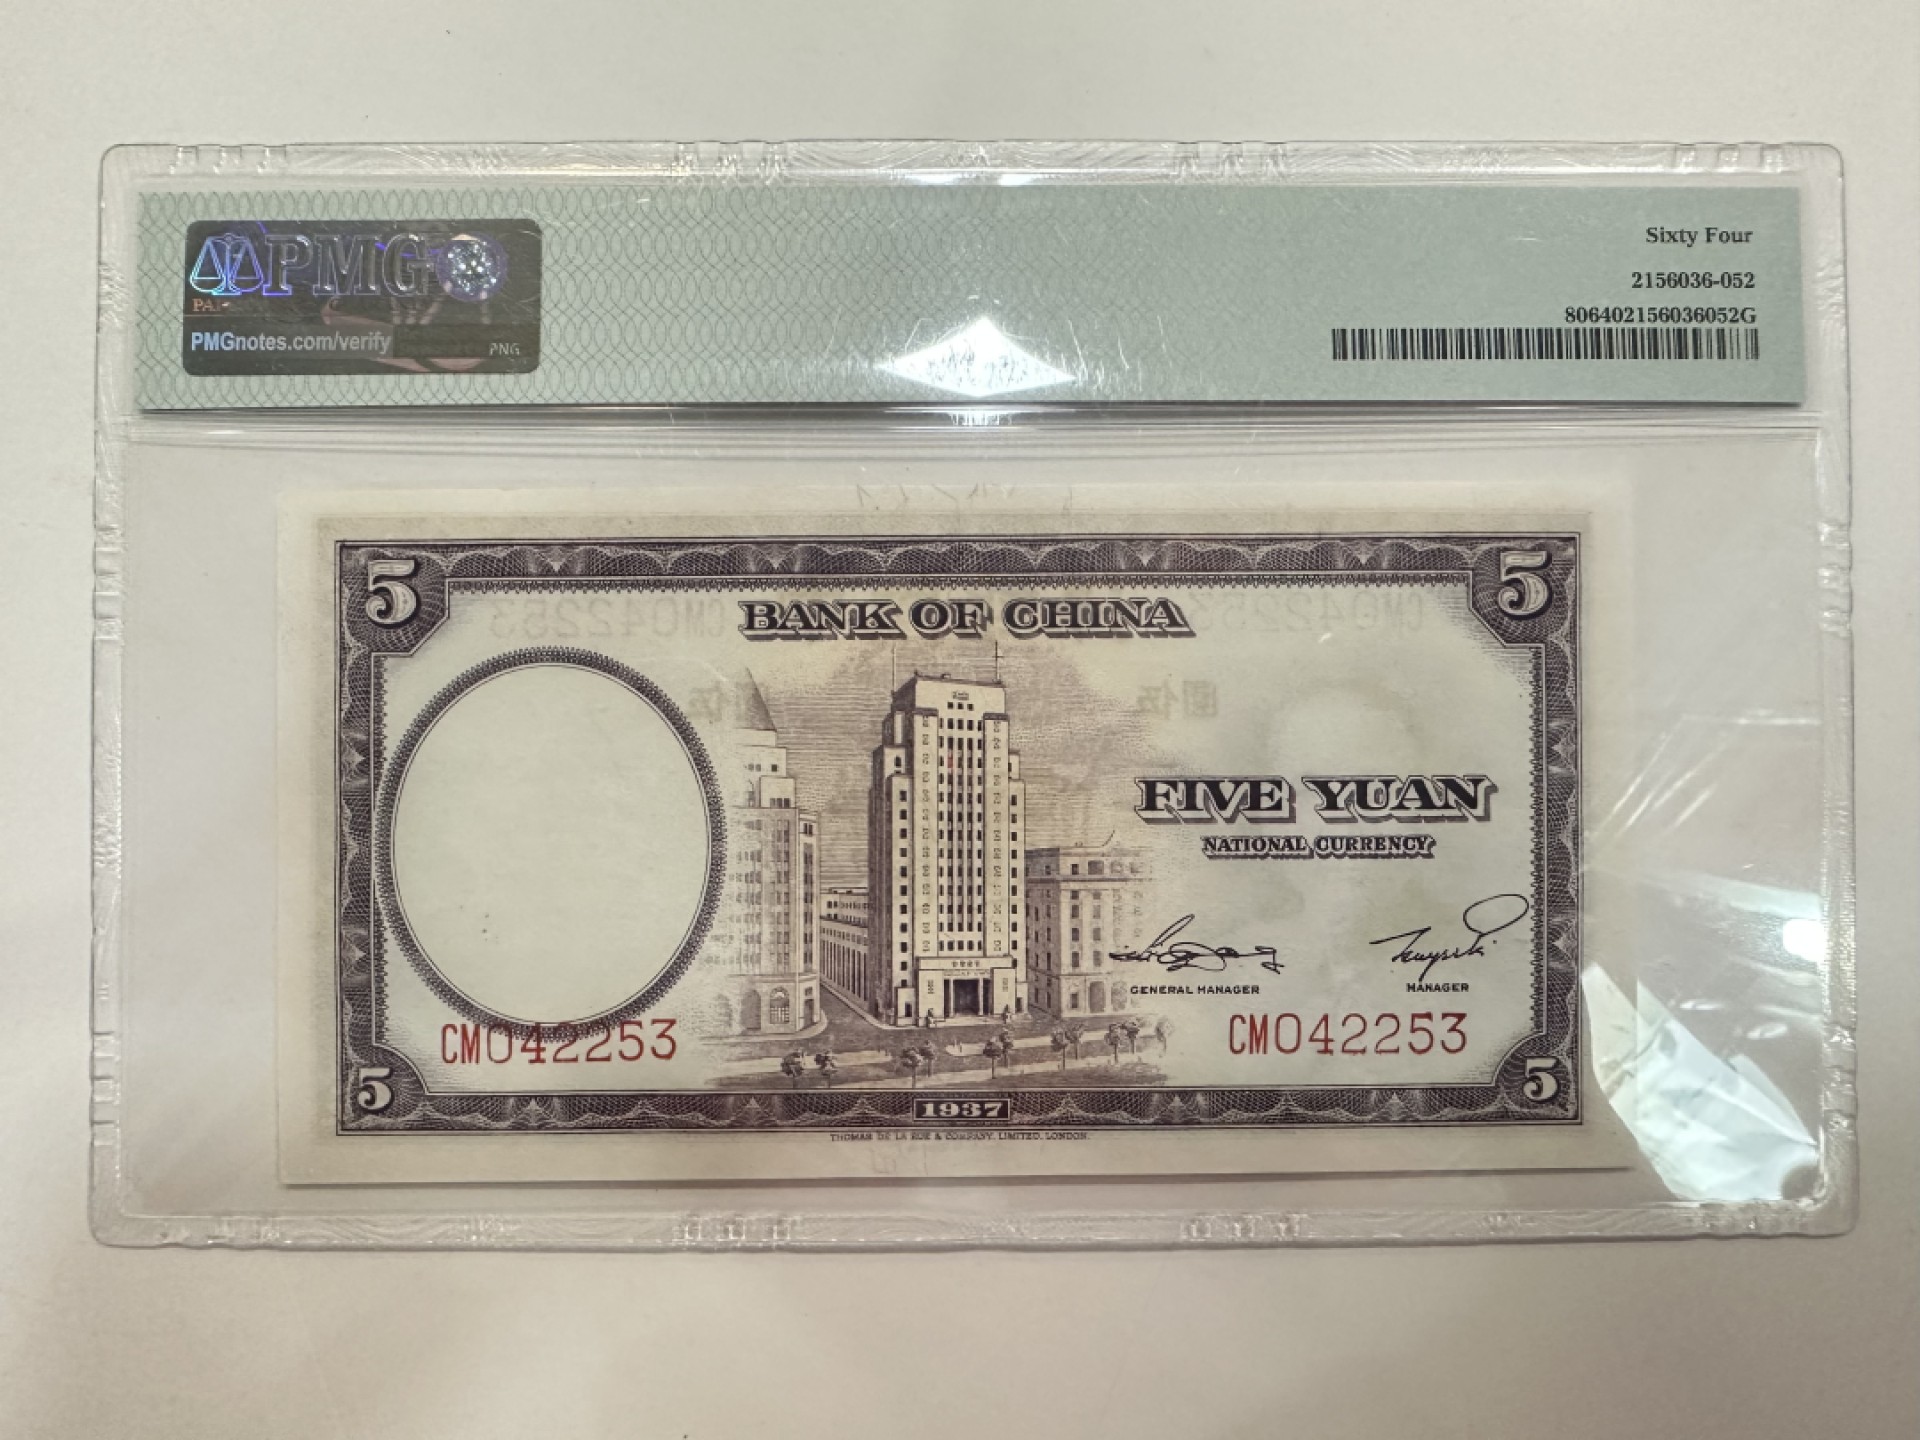 PMG
Sixty Four
2156036-052
806402156036052G
PMGnotes.com/verify
PNG
5
5
BANK OF CHINA
FIVE YUAN
NATIONAL CURRENCY
GENERAL MANAGER
MANAGER
CM042253
CM042253
5
5
1937
THOMAS DE LA RUE & COMPANY, LIMITED, LONDON.